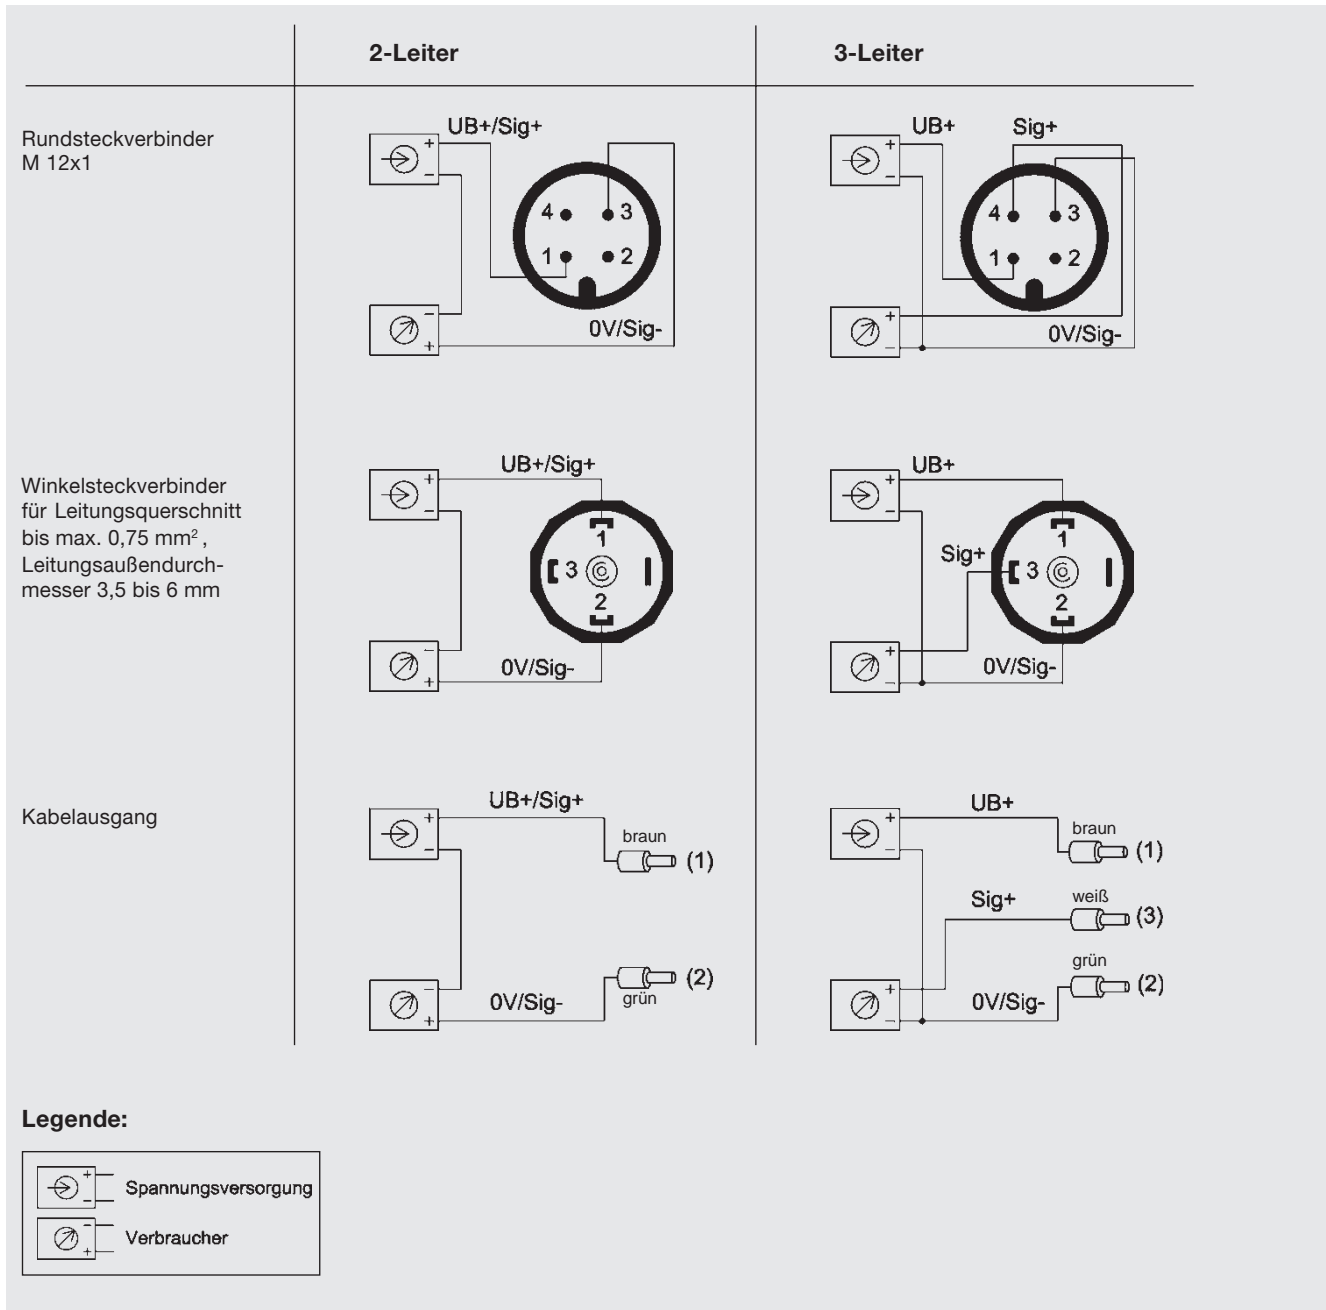 2-Leiter
3-Leiter
Rundsteckverbinder
M 12x1
UB+/Sig+
+
−
4
3
1
2
−
+
0V/Sig-
UB+
Sig+
+
−
4
3
1
2
+
−
0V/Sig-
Winkelsteckverbinder
für Leitungsquerschnitt
bis max. 0,75 mm²,
Leitungsaußendurch-
messer 3,5 bis 6 mm
UB+/Sig+
+
−
1
3
2
−
+
0V/Sig-
UB+
+
−
Sig+
1
3
2
+
−
0V/Sig-
Kabelausgang
UB+/Sig+
+
−
braun
(1)
(2)
grün
−
+
0V/Sig-
UB+
+
−
braun
(1)
Sig+
weiß
(3)
grün
(2)
+
−
0V/Sig-
Legende:
+
−
Spannungsversorgung
−
+
Verbraucher